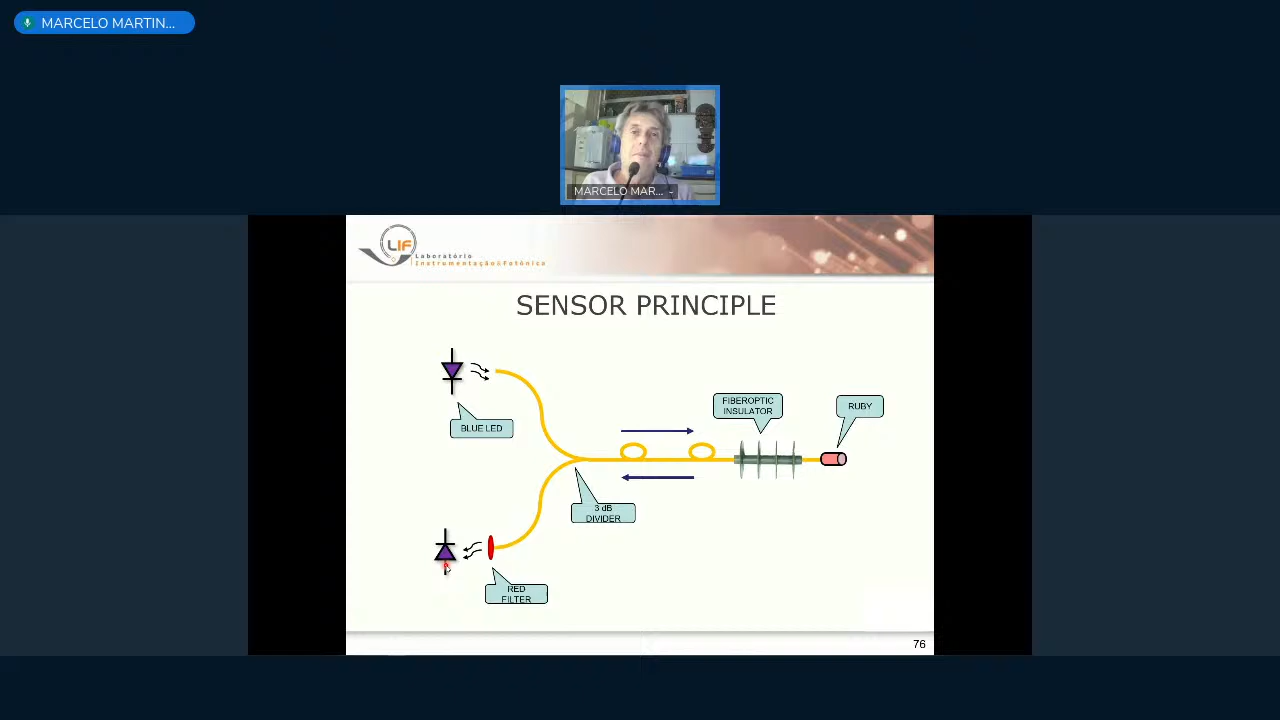 MARCELO MARTIN...
MARCELO MAR...
LIF
Laboratório
Instrumentação e Fotônica
SENSOR PRINCIPLE
FIBEROPTIC
INSULATOR
RUBY
BLUE LED
3 dB
DIVIDER
RED
FILTER
76